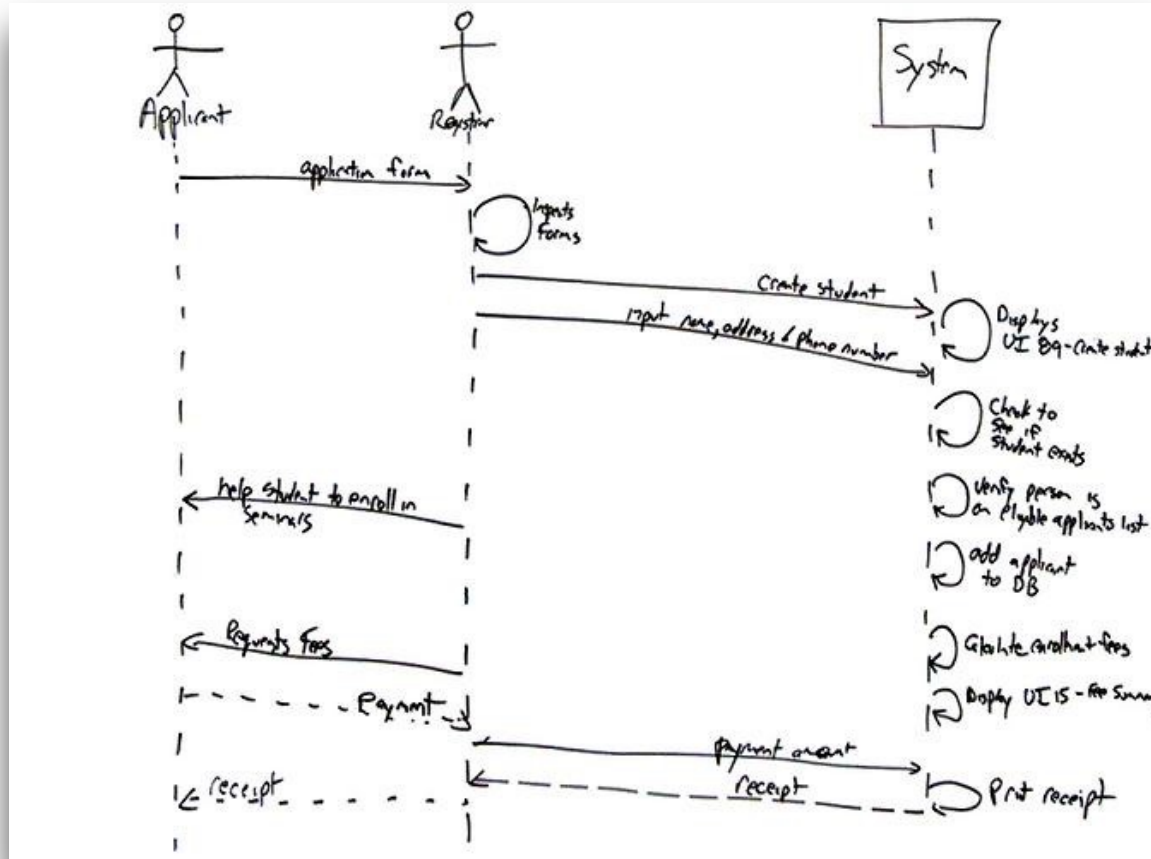 Applicant
Registrar
System
application form
inputs
forms
Create student
input name, address & phone number
Displays
UI 89-create student
Check to
see if
student exists
help student to enroll in
seminars
verify person is
on eligible applicants list
add applicant
to DB
Requests fees
Calculate enrollment fees
Payment
Display UI 15 - fee Summ
payment amount
receipt
receipt
Print receipt